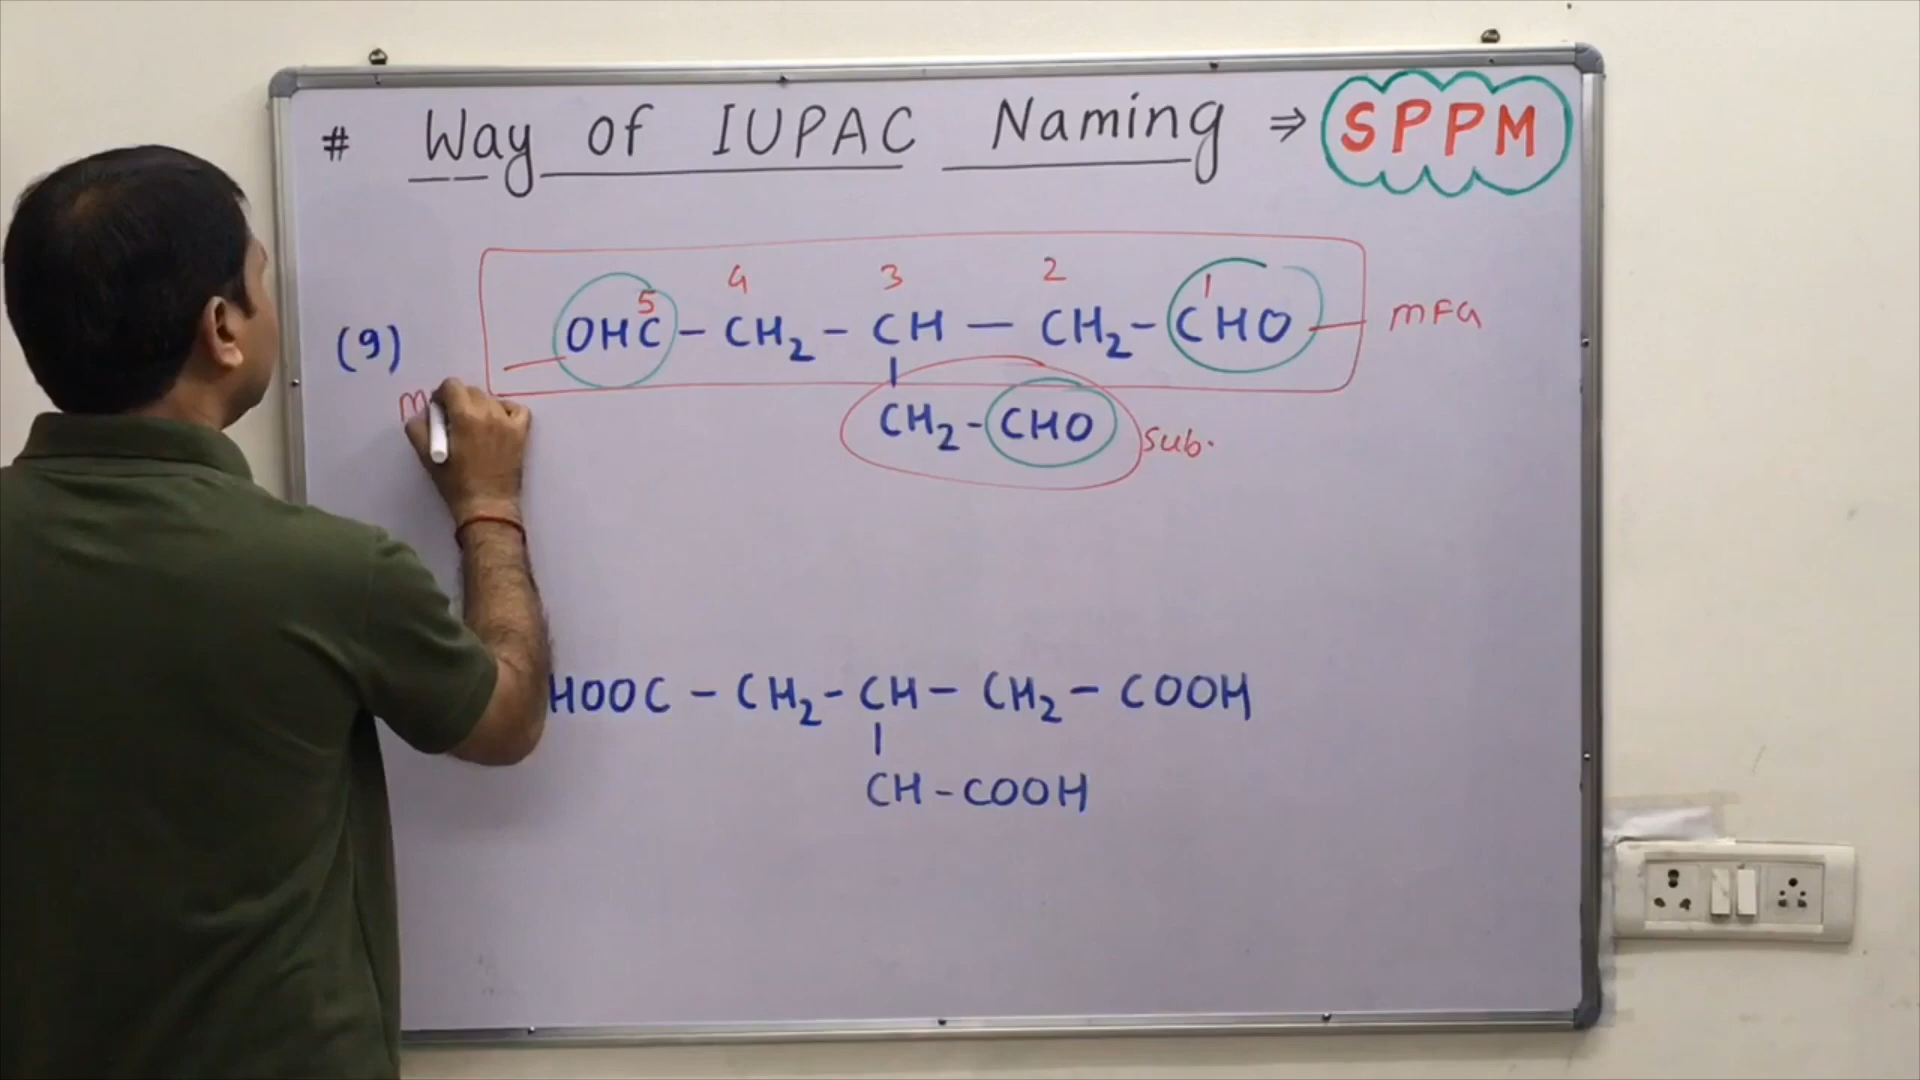 # Way of IUPAC Naming ⇒ SPPM
5 4 3 2 1
(9) OHC - CH₂ - CH - CH₂ - CHO — MFG
|
CH₂ - CHO sub.
HOOC - CH₂ - CH - CH₂ - COOH
|
CH - COOH